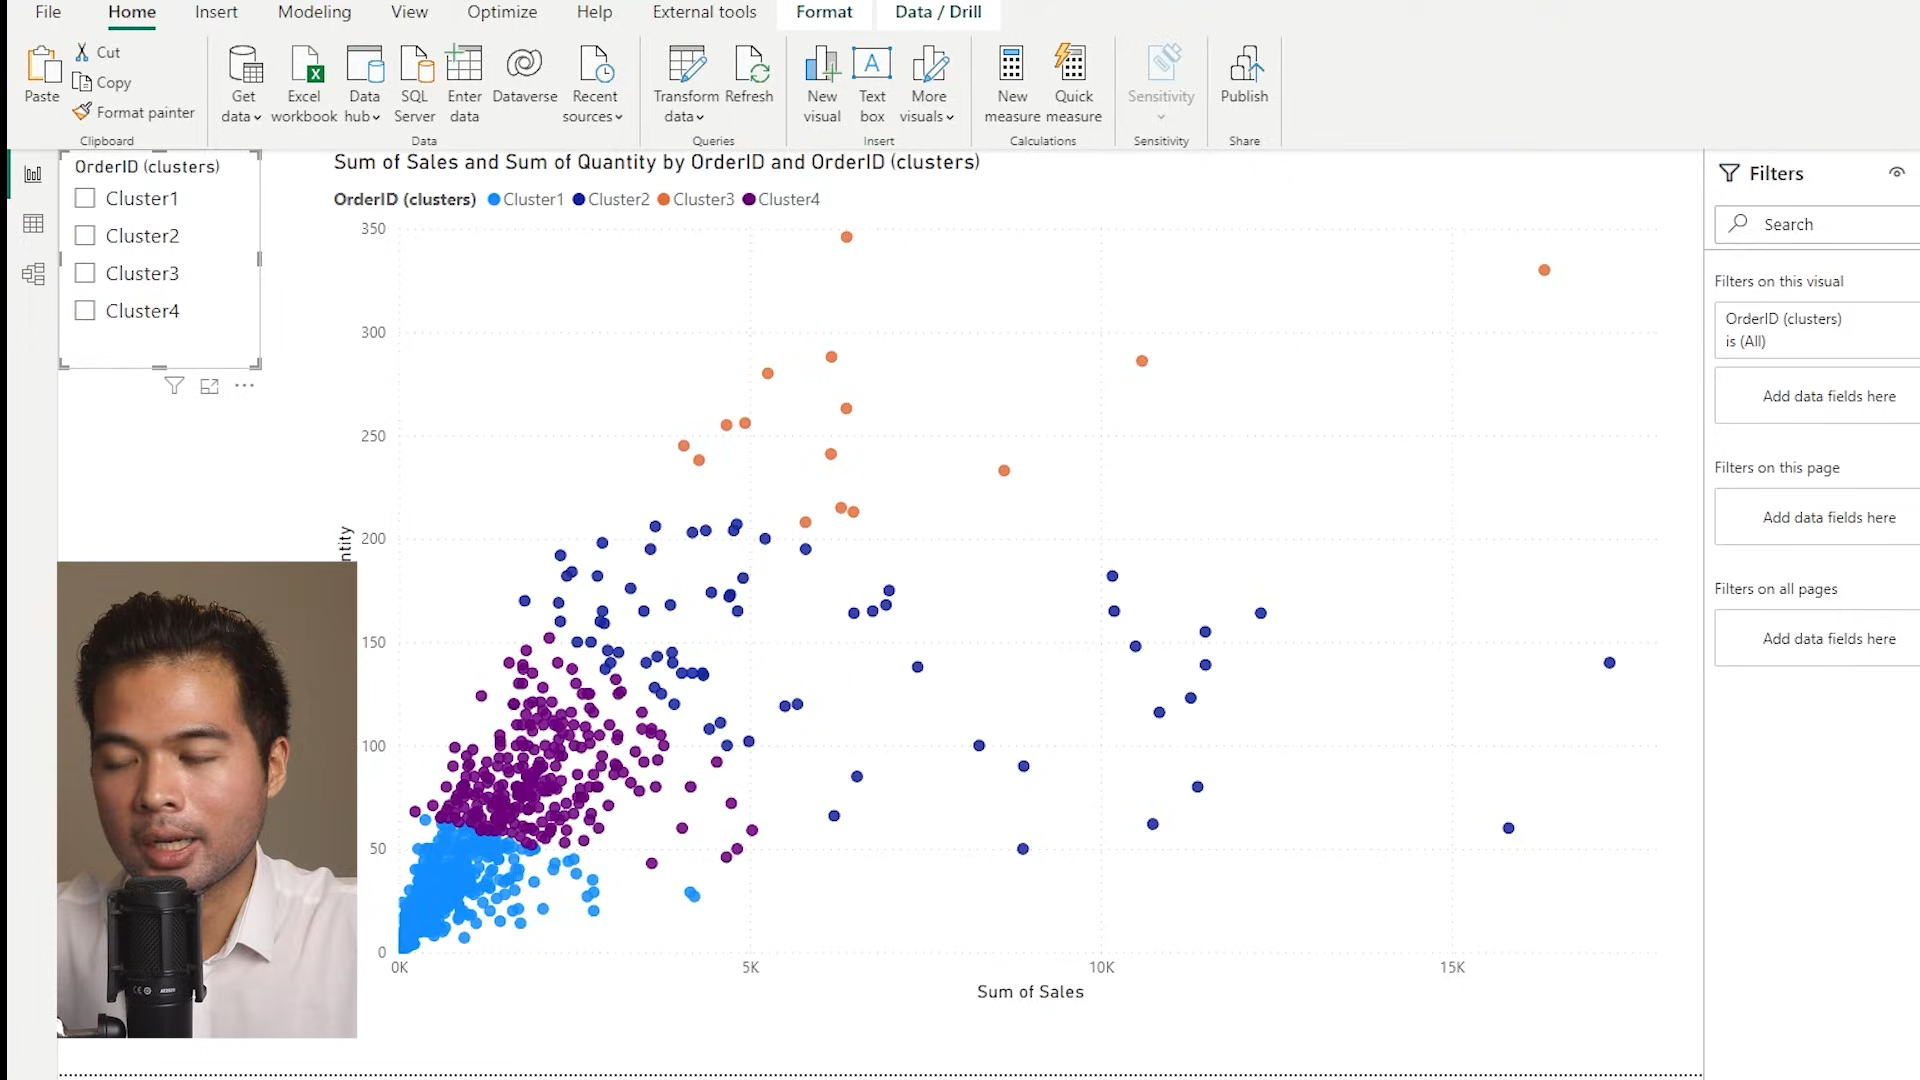 File Home Insert Modeling View Optimize Help External tools Format Data / Drill
Paste
Cut
Copy
Format painter
Clipboard
Get data
Excel workbook
Data hub
SQL Server
Enter data
Dataverse
Recent sources
Data
Transform data
Refresh
Queries
New visual
A
Text box
More visuals
Insert
New measure
Quick measure
Calculations
Sensitivity
Sensitivity
Publish
Share
OrderID (clusters)
Cluster1
Cluster2
Cluster3
Cluster4
Sum of Sales and Sum of Quantity by OrderID and OrderID (clusters)
OrderID (clusters) Cluster1 Cluster2 Cluster3 Cluster4
350
300
250
200
150
100
50
0
ntity
0K 5K 10K 15K
Sum of Sales
Filters
Search
Filters on this visual
OrderID (clusters)
is (All)
Add data fields here
Filters on this page
Add data fields here
Filters on all pages
Add data fields here